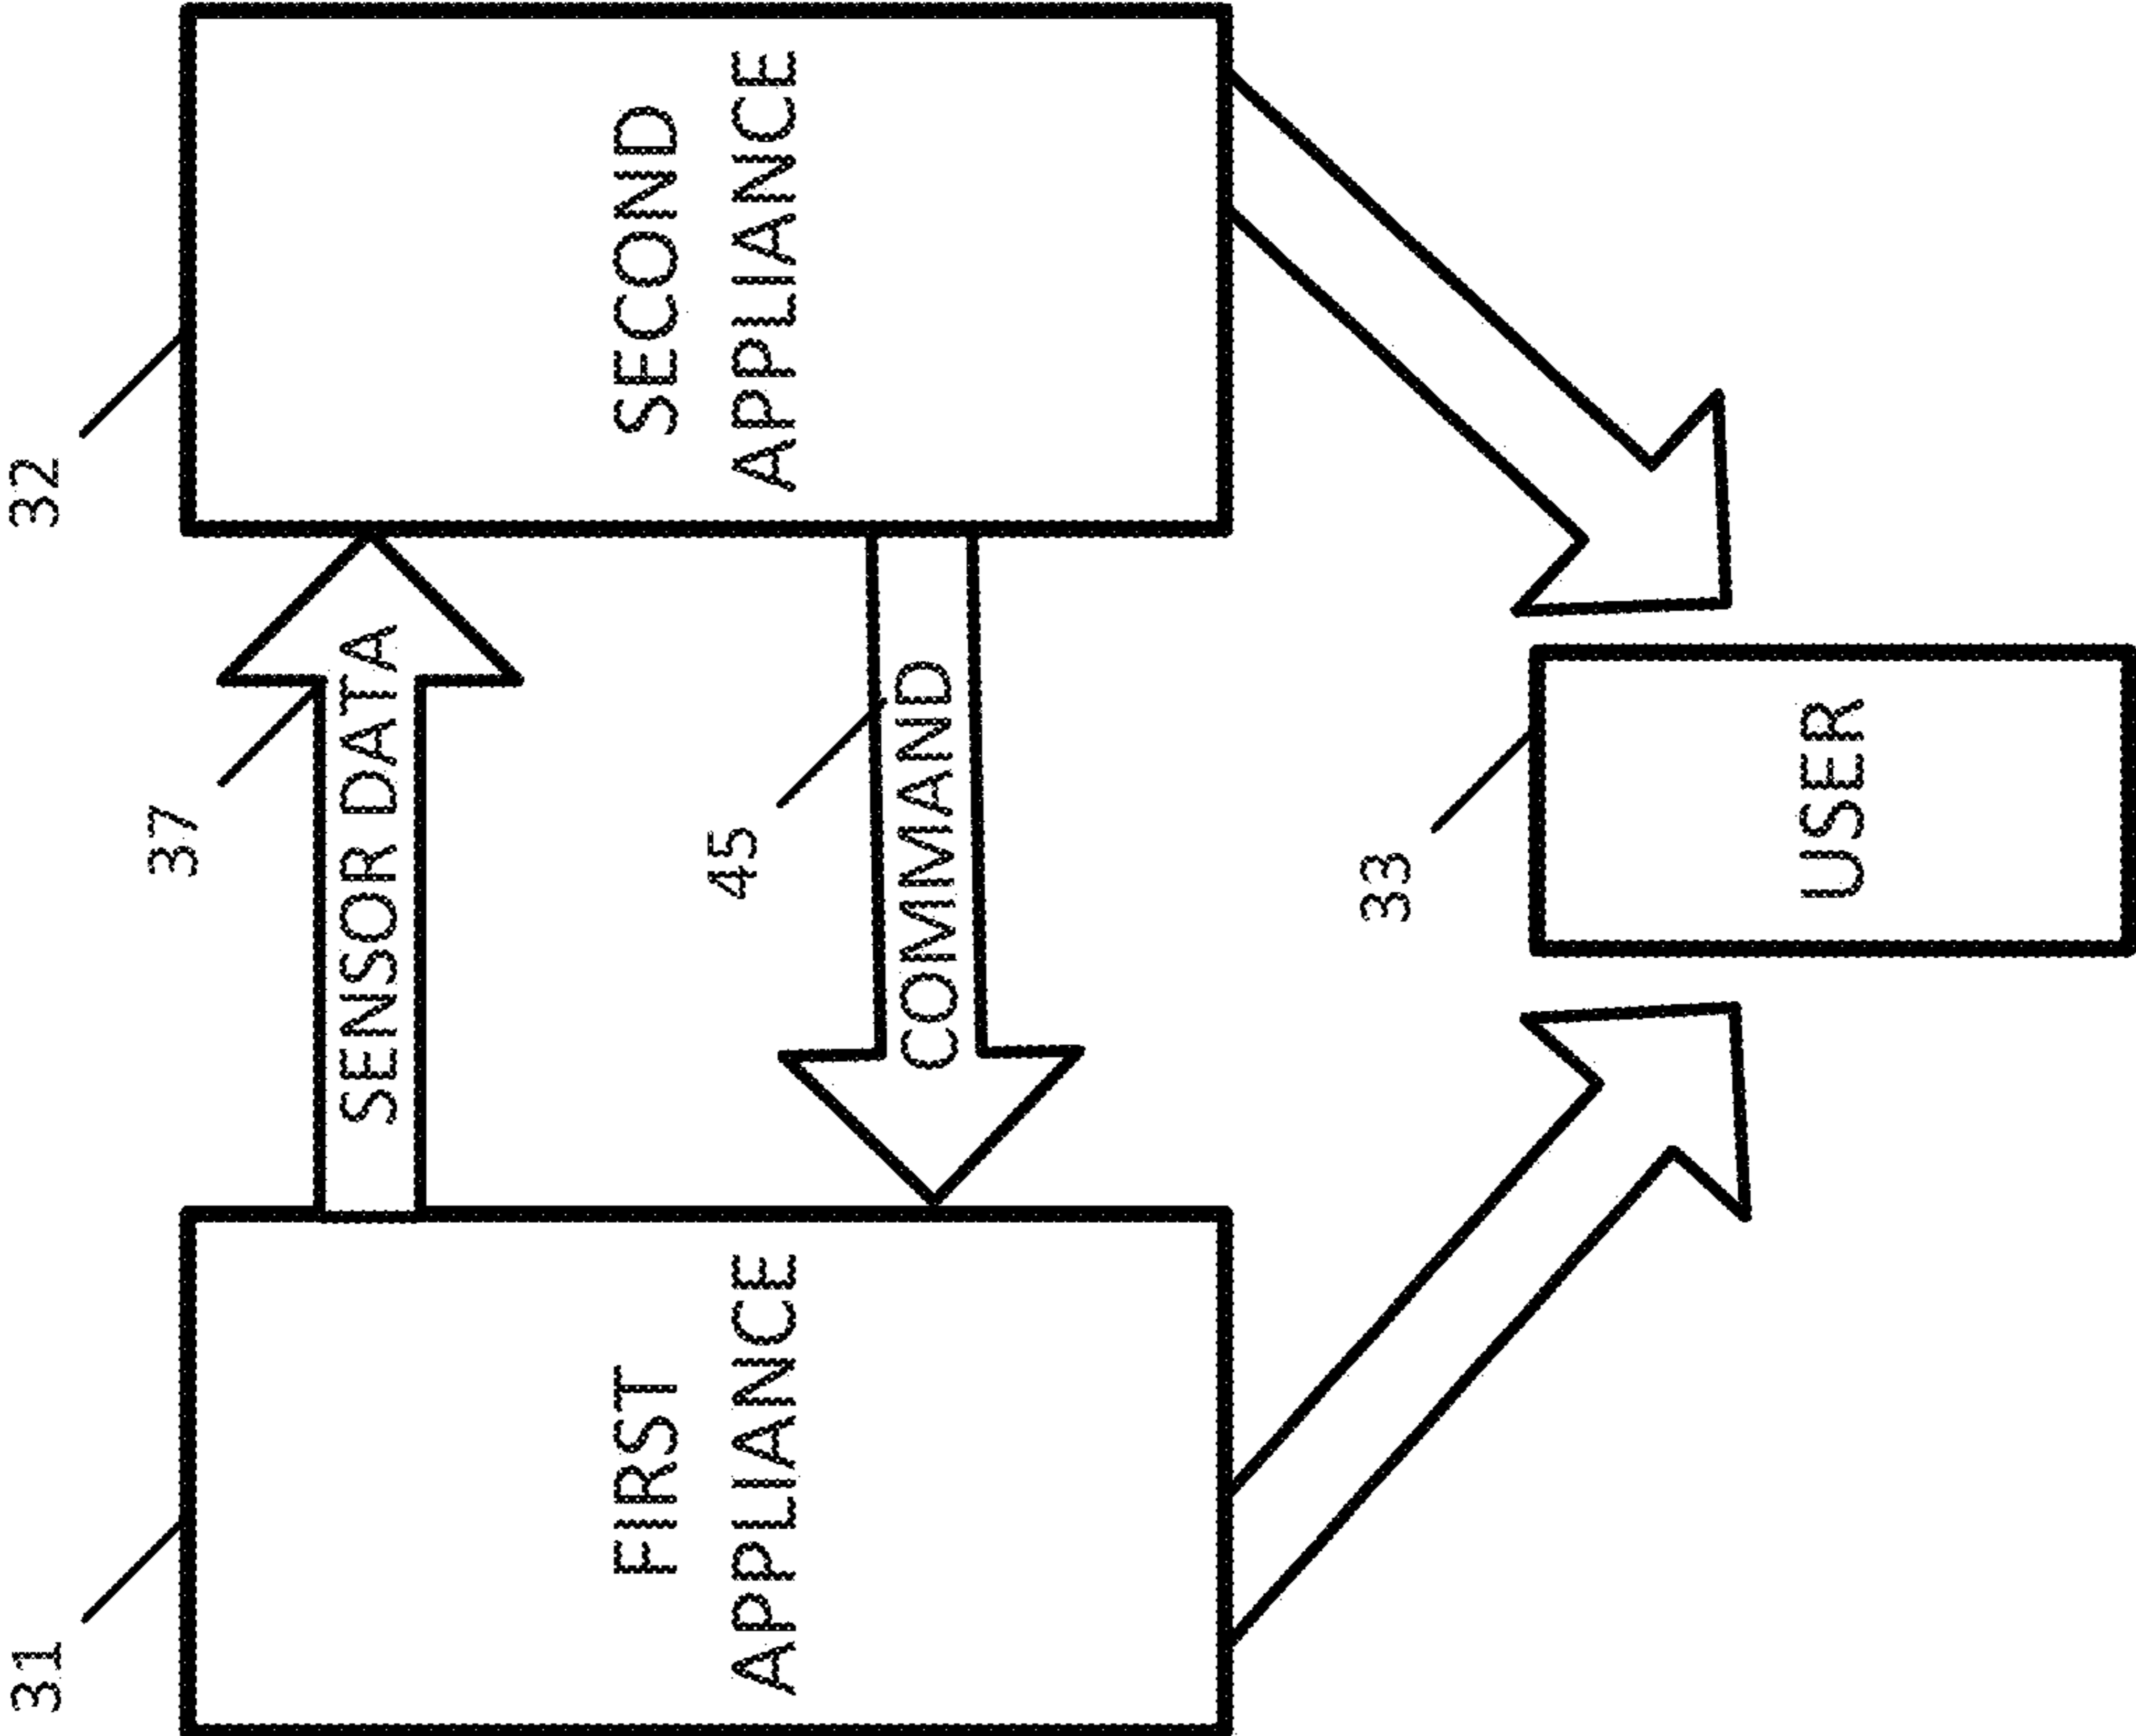 31
32
37
SENSOR DATA
FIRST
APPLIANCE
SECOND
APPLIANCE
45
COMMAND
33
USER